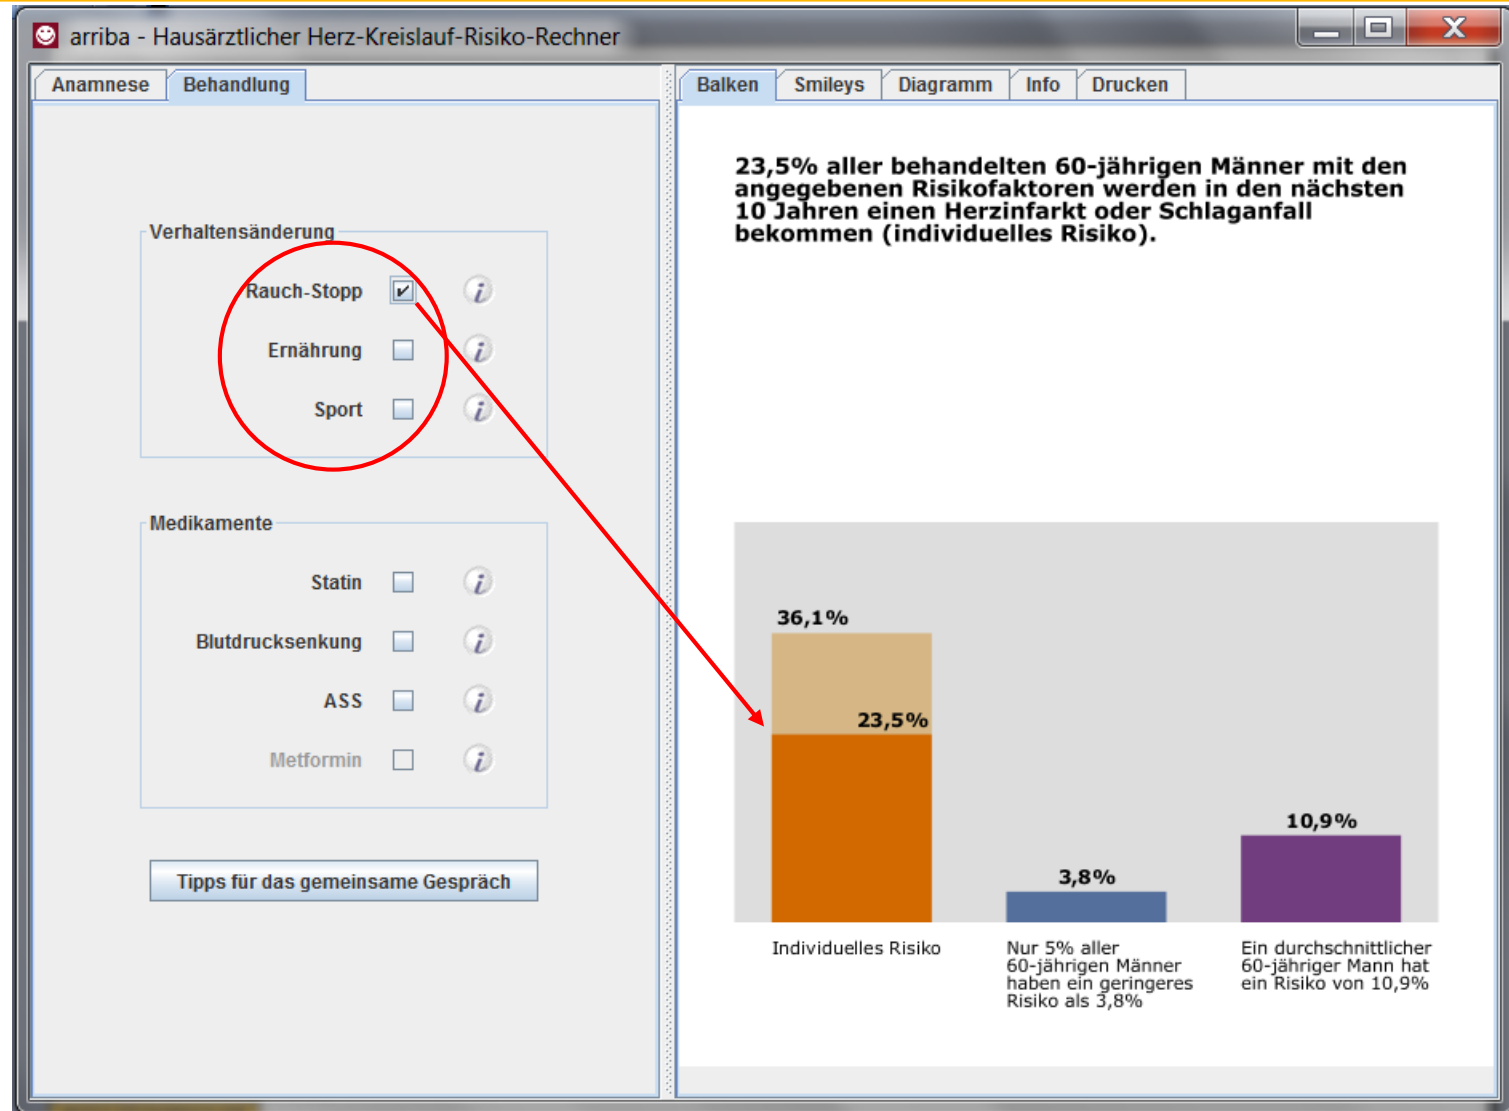 arriba - Hausärztlicher Herz-Kreislauf-Risiko-Rechner
Anamnese
Behandlung
Verhaltensänderung
Rauch-Stopp
Ernährung
Sport
Medikamente
Statin
Blutdrucksenkung
ASS
Metformin
Tipps für das gemeinsame Gespräch
Balken
Smileys
Diagramm
Info
Drucken
23,5% aller behandelten 60-jährigen Männer mit den
angegebenen Risikofaktoren werden in den nächsten
10 Jahren einen Herzinfarkt oder Schlaganfall
bekommen (individuelles Risiko).
36,1%
23,5%
3,8%
10,9%
Individuelles Risiko
Nur 5% aller
60-jährigen Männer
haben ein geringeres
Risiko als 3,8%
Ein durchschnittlicher
60-jähriger Mann hat
ein Risiko von 10,9%